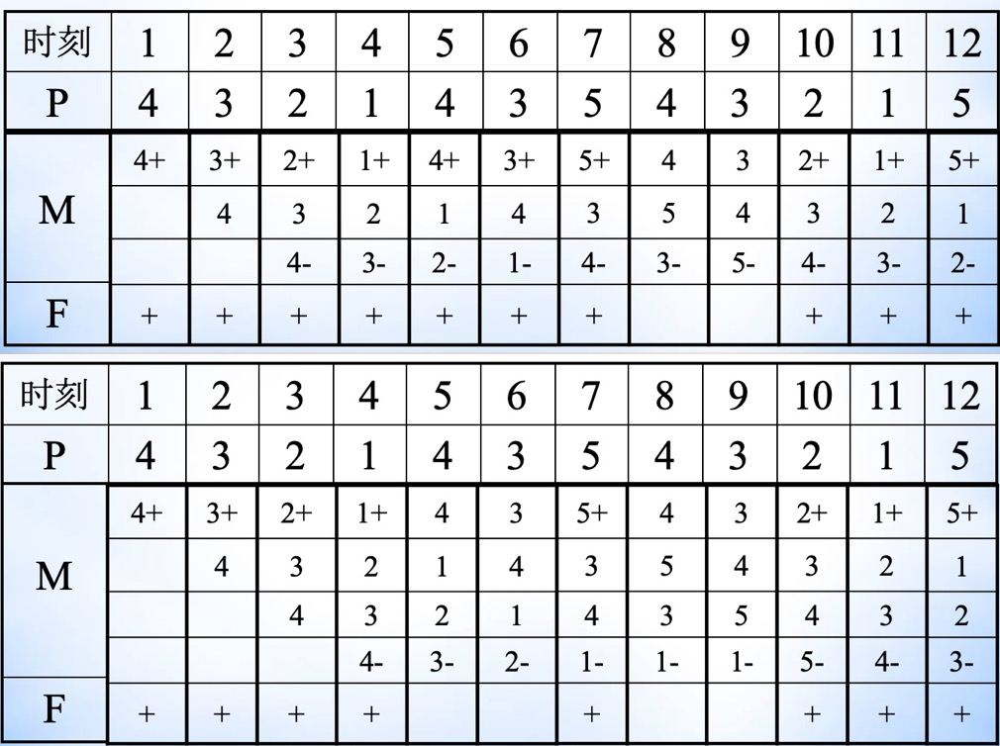 时刻 1 2 3 4 5 6 7 8 9 10 11 12
P 4 3 2 1 4 3 5 4 3 2 1 5
M
4+ 3+ 2+ 1+ 4+ 3+ 5+ 4 3 2+ 1+ 5+
4 3 2 1 4 3 5 4 3 2 1
4- 3- 2- 1- 4- 3- 5- 4- 3- 2-
F + + + + + + + + + +
时刻 1 2 3 4 5 6 7 8 9 10 11 12
P 4 3 2 1 4 3 5 4 3 2 1 5
M
4+ 3+ 2+ 1+ 4 3 5+ 4 3 2+ 1+ 5+
4 3 2 1 4 3 5 4 3 2 1
4 3 2 1 4 3 5 4 3 2
4- 3- 2- 1- 1- 1- 5- 4- 3-
F + + + + + + + +